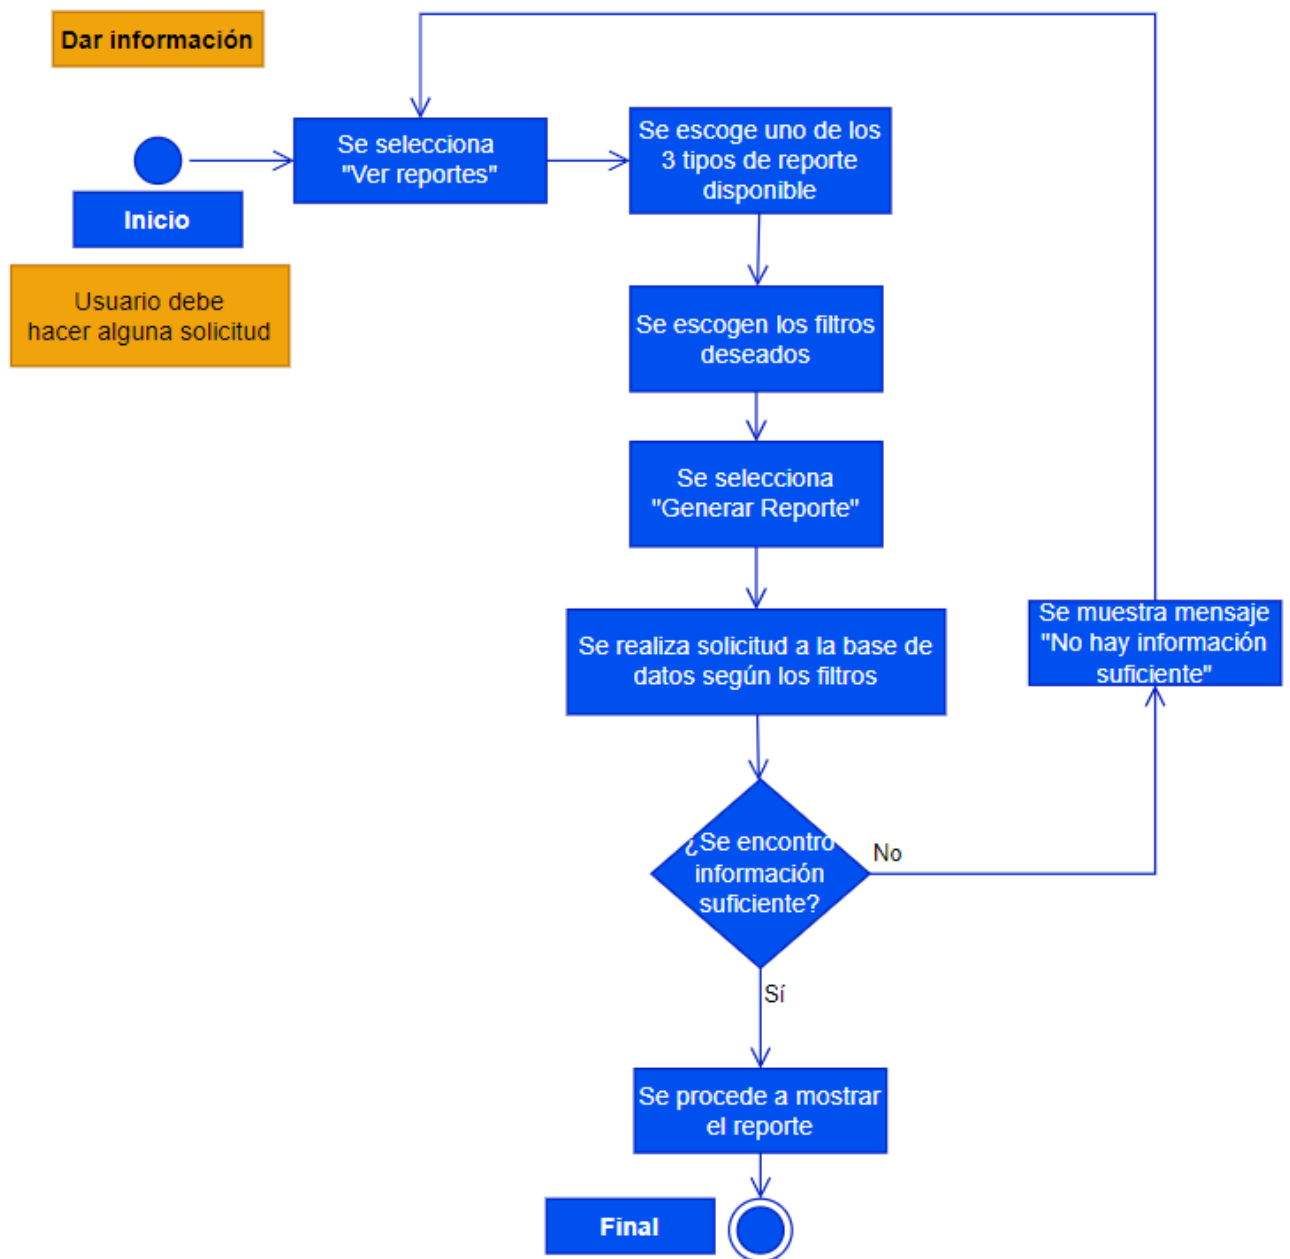 Dar información
Se selecciona
"Ver reportes"
Se escoge uno de los
3 tipos de reporte
disponible
Inicio
Usuario debe
hacer alguna solicitud
Se escogen los filtros
deseados
Se selecciona
"Generar Reporte"
Se realiza solicitud a la base de
datos según los filtros
Se muestra mensaje
"No hay información
suficiente"
¿Se encontró
información
suficiente?
No
Sí
Se procede a mostrar
el reporte
Final